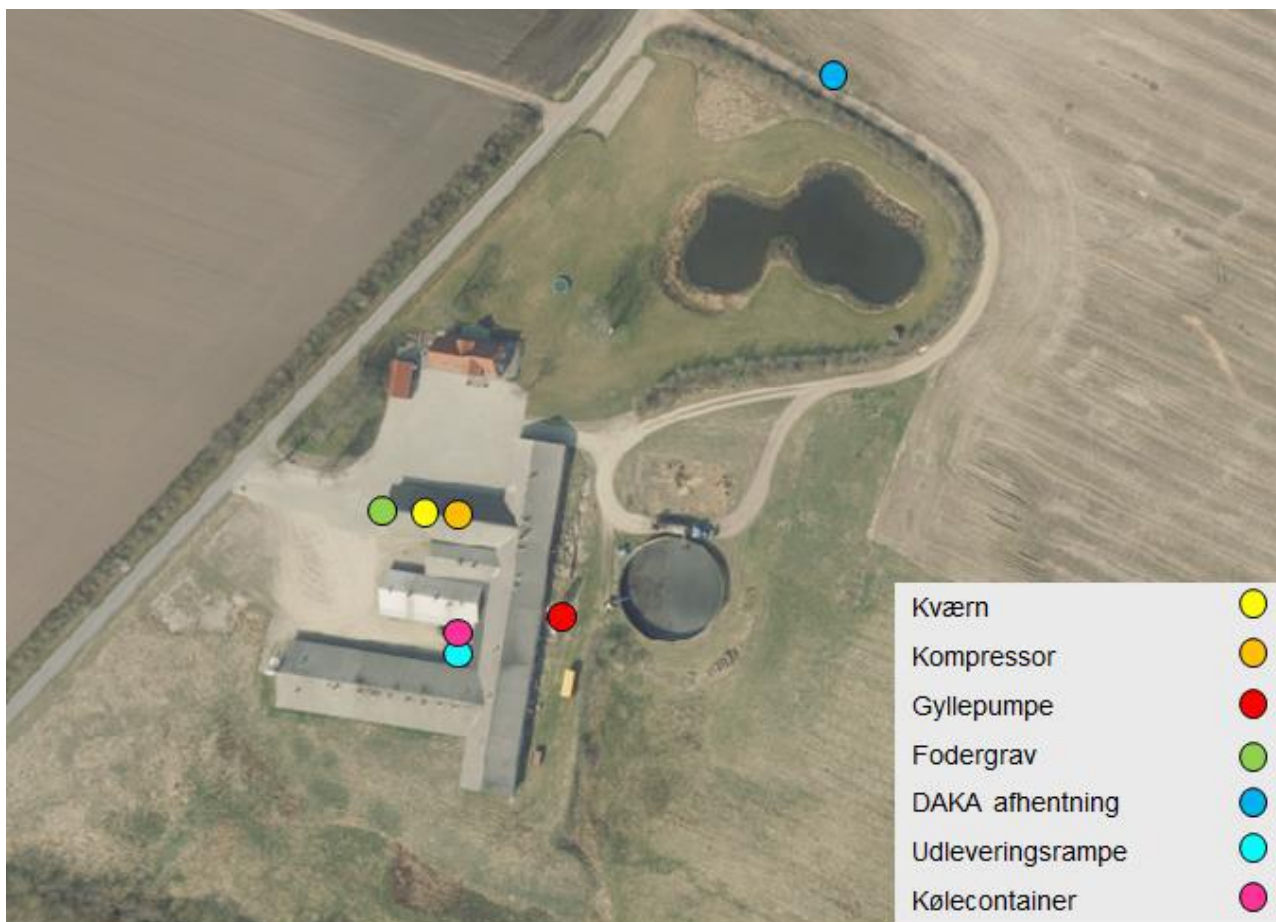 Kværn
Kompressor
Gyllepumpe
Fodergrav
DAKA afhentning
Udleveringsrampe
Kølecontainer